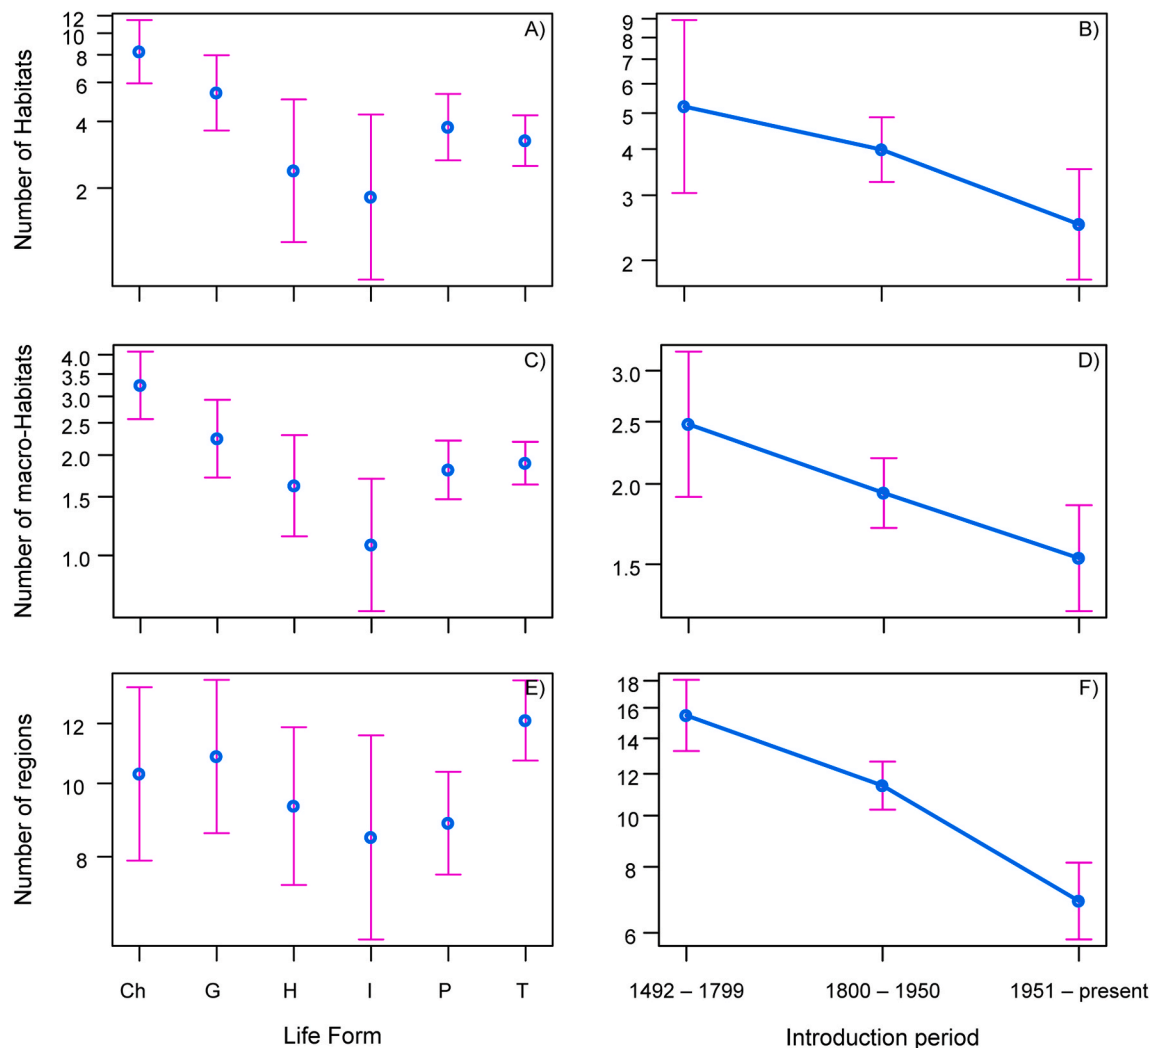 Number of Habitats
12
10
8
6
4
2
A)
9
8
7
6
5
4
3
2
B)
Number of macro-Habitats
4.0
3.5
3.0
2.5
2.0
1.5
1.0
C)
3.0
2.5
2.0
1.5
D)
Number of regions
12
10
8
E)
18
16
14
12
10
8
6
F)
Ch G H I P T
Life Form
1492 – 1799 1800 – 1950 1951 – present
Introduction period